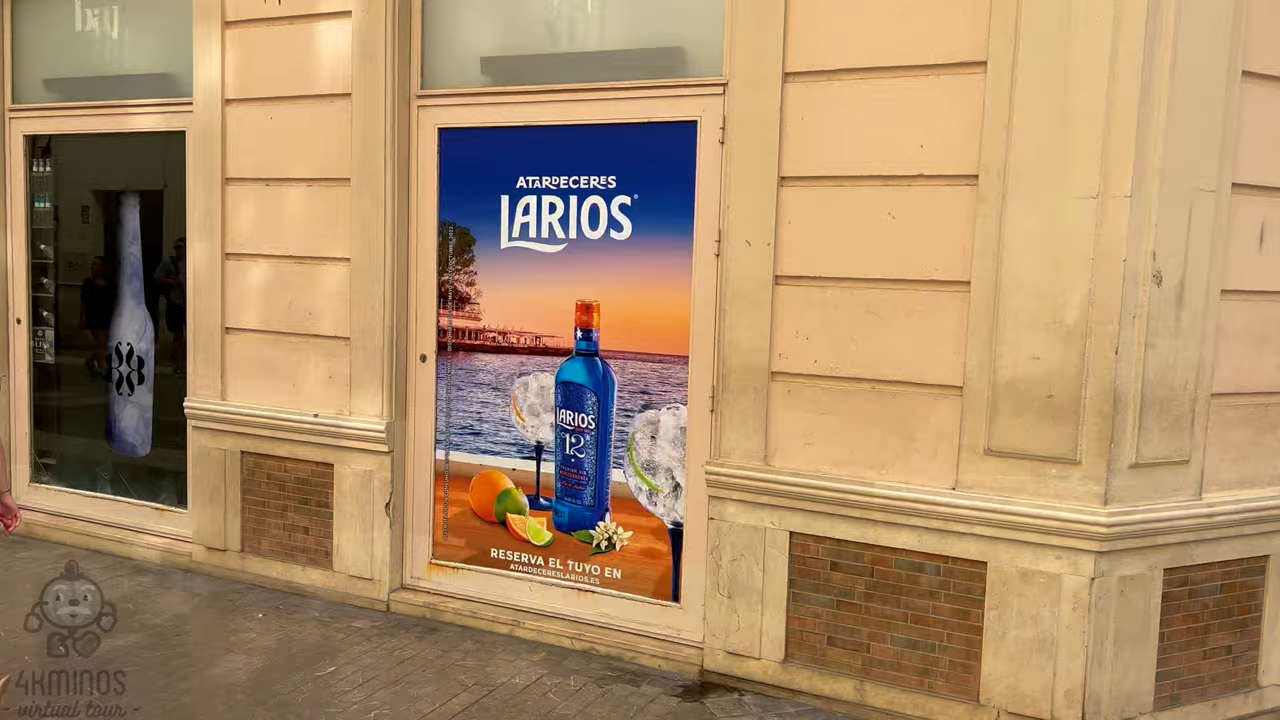 ATARDECERES
LARIOS®
LARIOS
12
RESERVA EL TUYO EN
ATARDECERESLARIOS.ES
4KMINOS
- virtual tour -